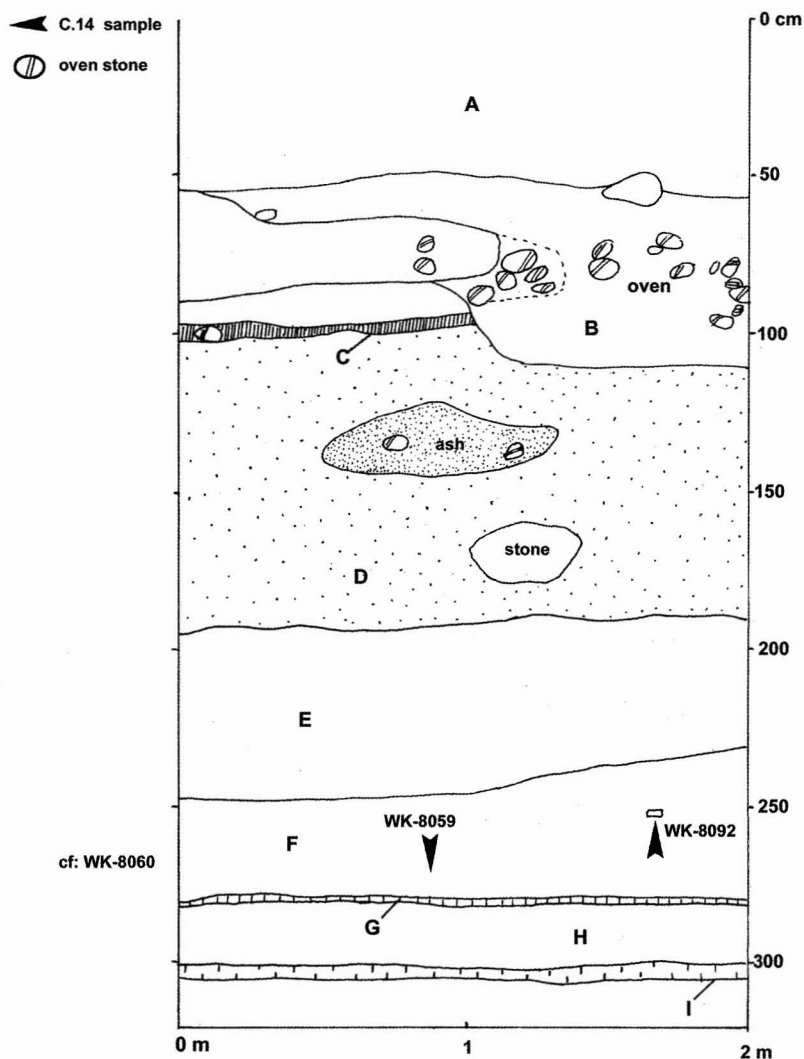 C.14 sample
oven stone
0 cm
A
50
oven
B
100
C
ash
150
stone
D
200
E
250
WK-8059
WK-8092
F
cf: WK-8060
G
H
300
I
0 m
1
2 m